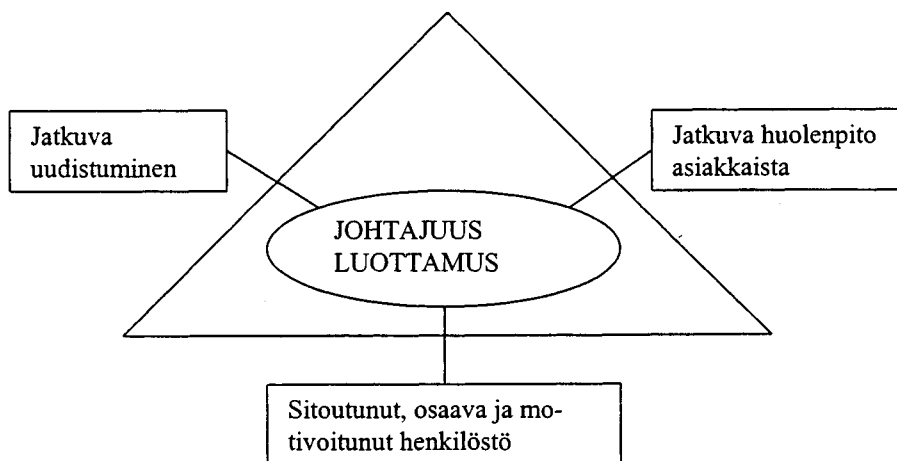 Jatkuva
uudistuminen
Jatkuva huolenpito
asiakkaista
JOHTAJUUS
LUOTTAMUS
Sitoutunut, osaava ja mo-
tivoitunut henkilöstö